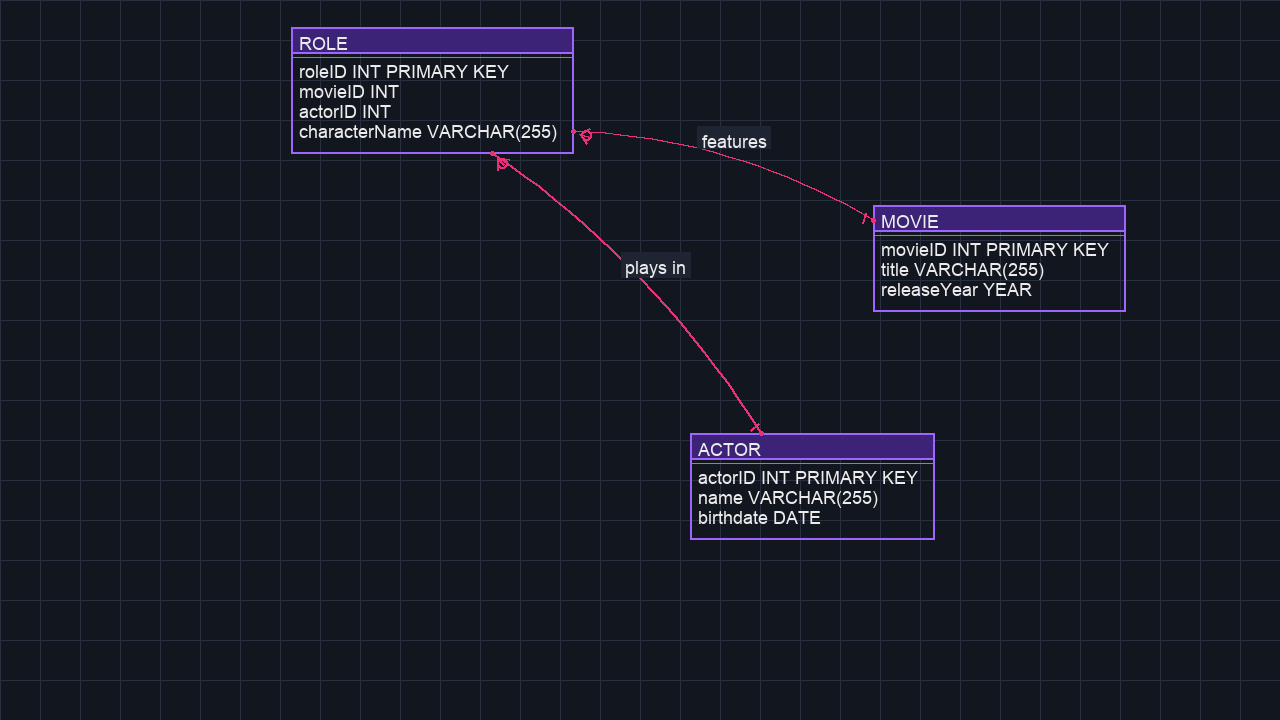 ROLE
roleID INT PRIMARY KEY
movieID INT
actorID INT
characterName VARCHAR(255)
features
MOVIE
movieID INT PRIMARY KEY
title VARCHAR(255)
releaseYear YEAR
plays in
ACTOR
actorID INT PRIMARY KEY
name VARCHAR(255)
birthdate DATE